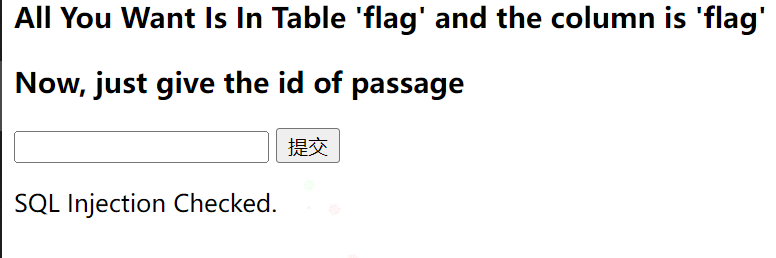 All You Want Is In Table 'flag' and the column is 'flag'
Now, just give the id of passage
提交
SQL Injection Checked.